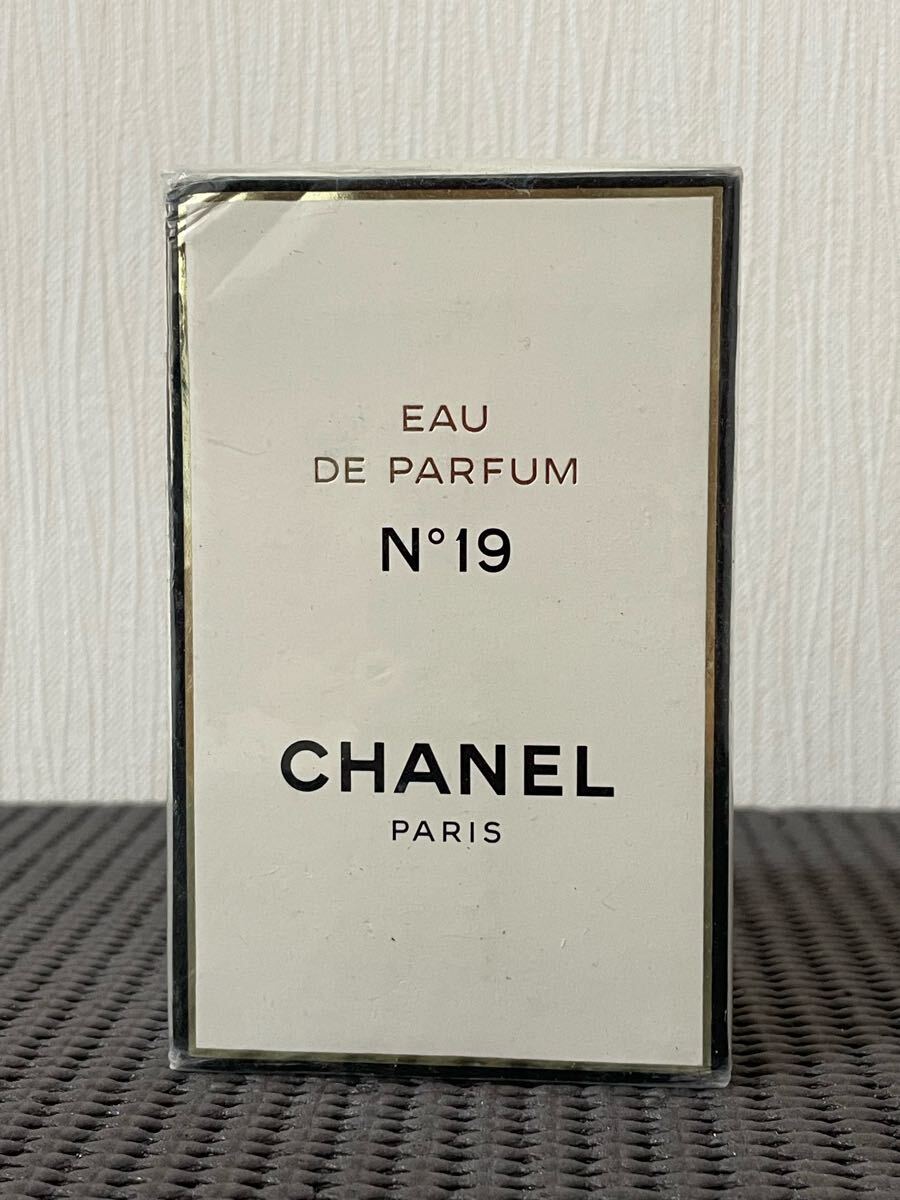 EAU
DE PARFUM
N°19
CHANEL
PARIS